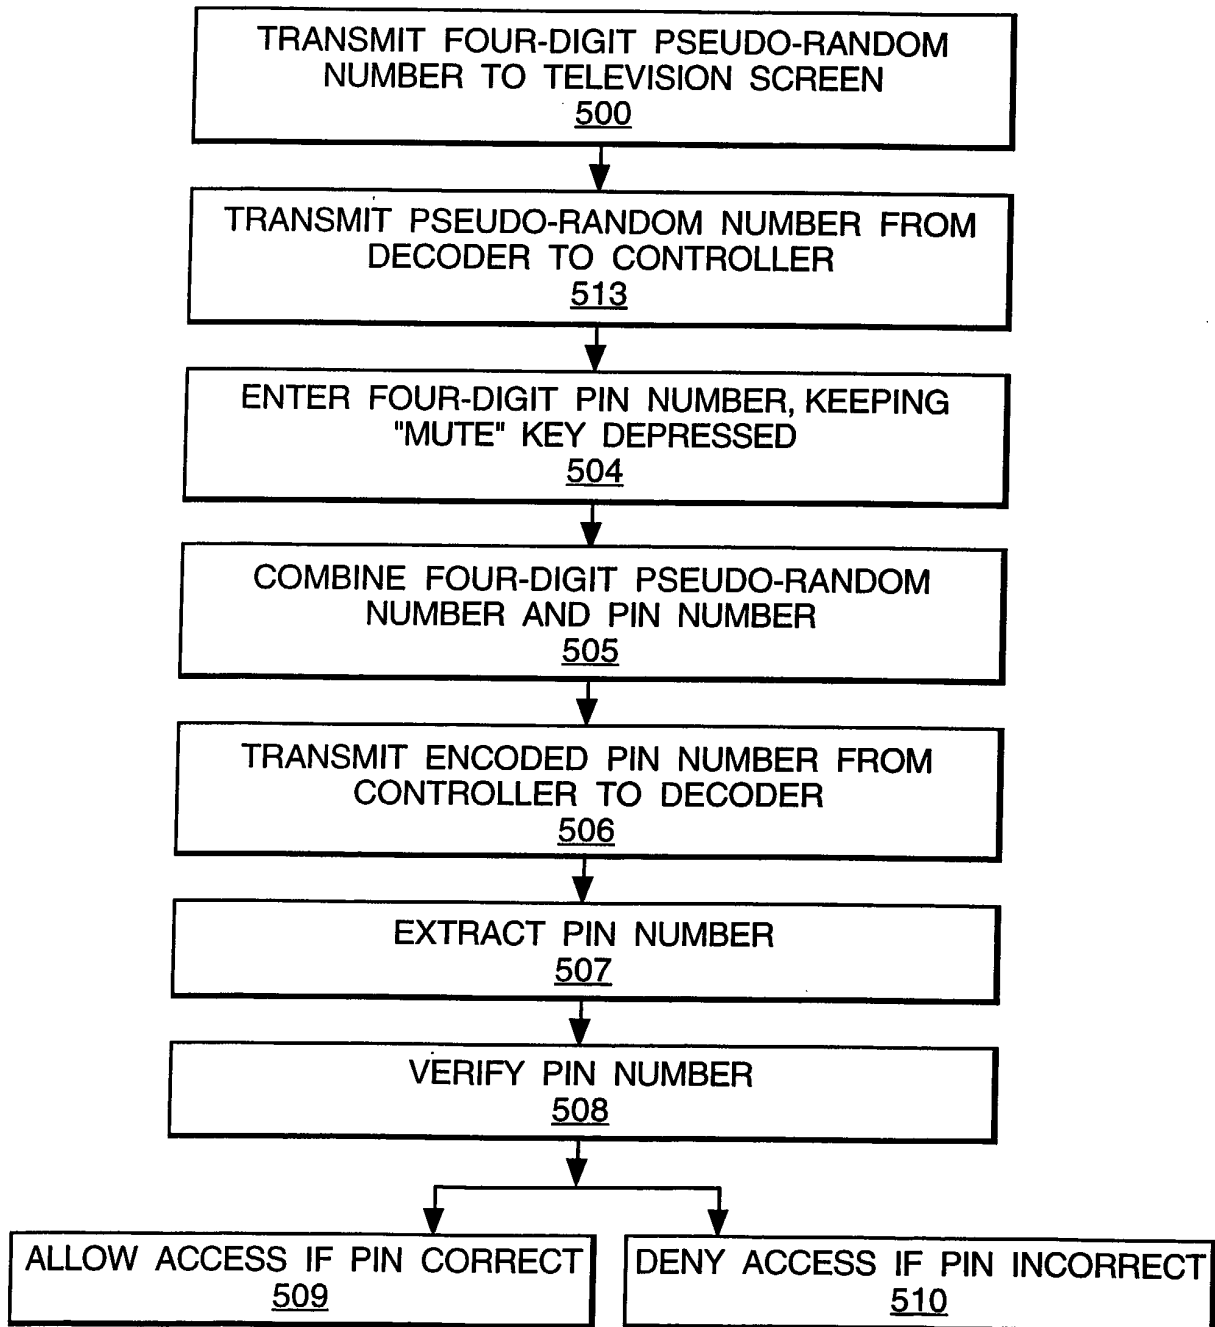 TRANSMIT FOUR-DIGIT PSEUDO-RANDOM
NUMBER TO TELEVISION SCREEN
500
TRANSMIT PSEUDO-RANDOM NUMBER FROM
DECODER TO CONTROLLER
513
ENTER FOUR-DIGIT PIN NUMBER, KEEPING
"MUTE" KEY DEPRESSED
504
COMBINE FOUR-DIGIT PSEUDO-RANDOM
NUMBER AND PIN NUMBER
505
TRANSMIT ENCODED PIN NUMBER FROM
CONTROLLER TO DECODER
506
EXTRACT PIN NUMBER
507
VERIFY PIN NUMBER
508
ALLOW ACCESS IF PIN CORRECT
509
DENY ACCESS IF PIN INCORRECT
510